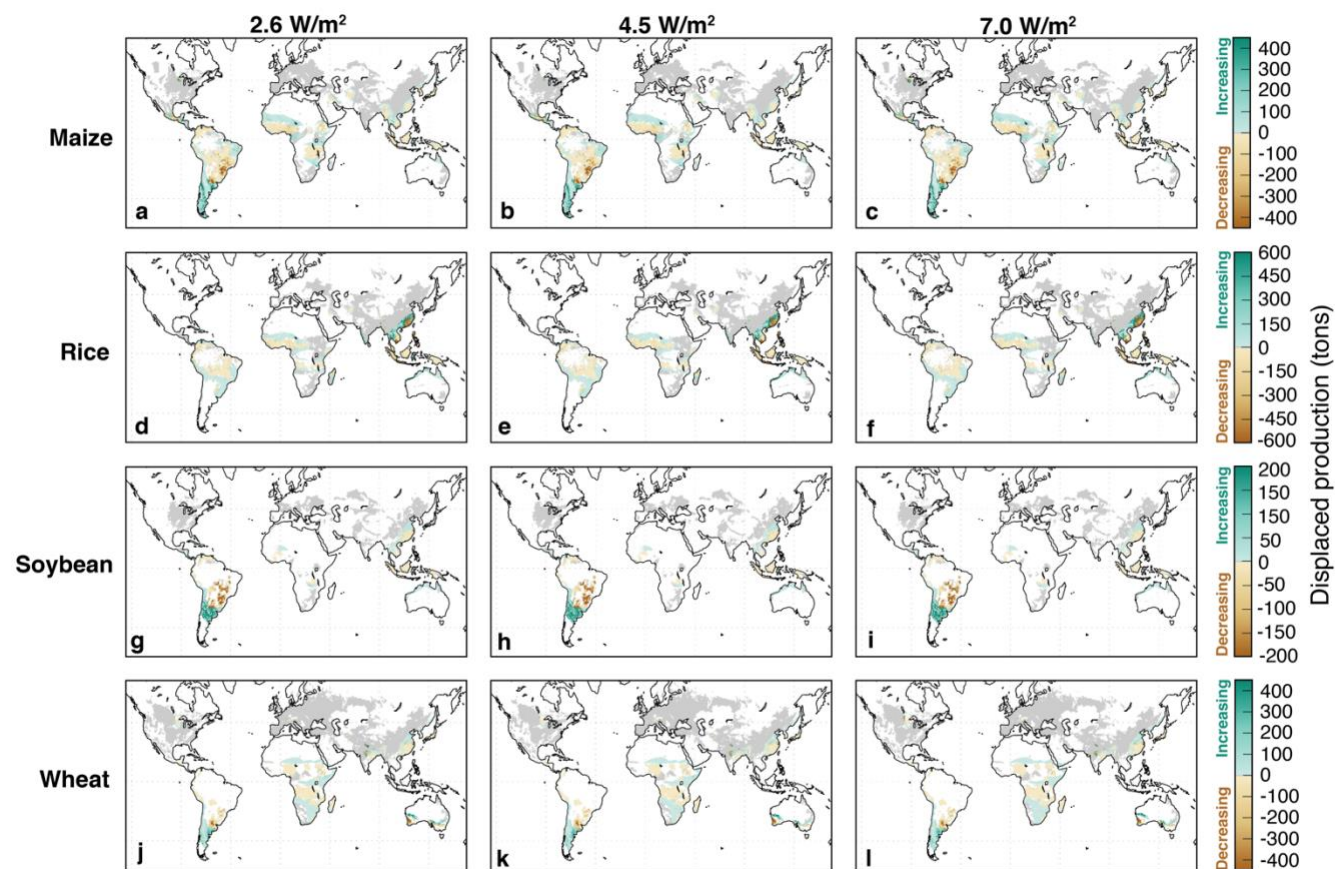 2.6 W/m²
4.5 W/m²
7.0 W/m²
Maize
a
b
c
Increasing
Decreasing
400
300
200
100
0
-100
-200
-300
-400
Rice
d
e
f
Increasing
Decreasing
600
450
300
150
0
-150
-300
-450
-600
Displaced production (tons)
Soybean
g
h
i
Increasing
Decreasing
200
150
100
50
0
-50
-100
-150
-200
Wheat
j
k
l
Increasing
Decreasing
400
300
200
100
0
-100
-200
-300
-400